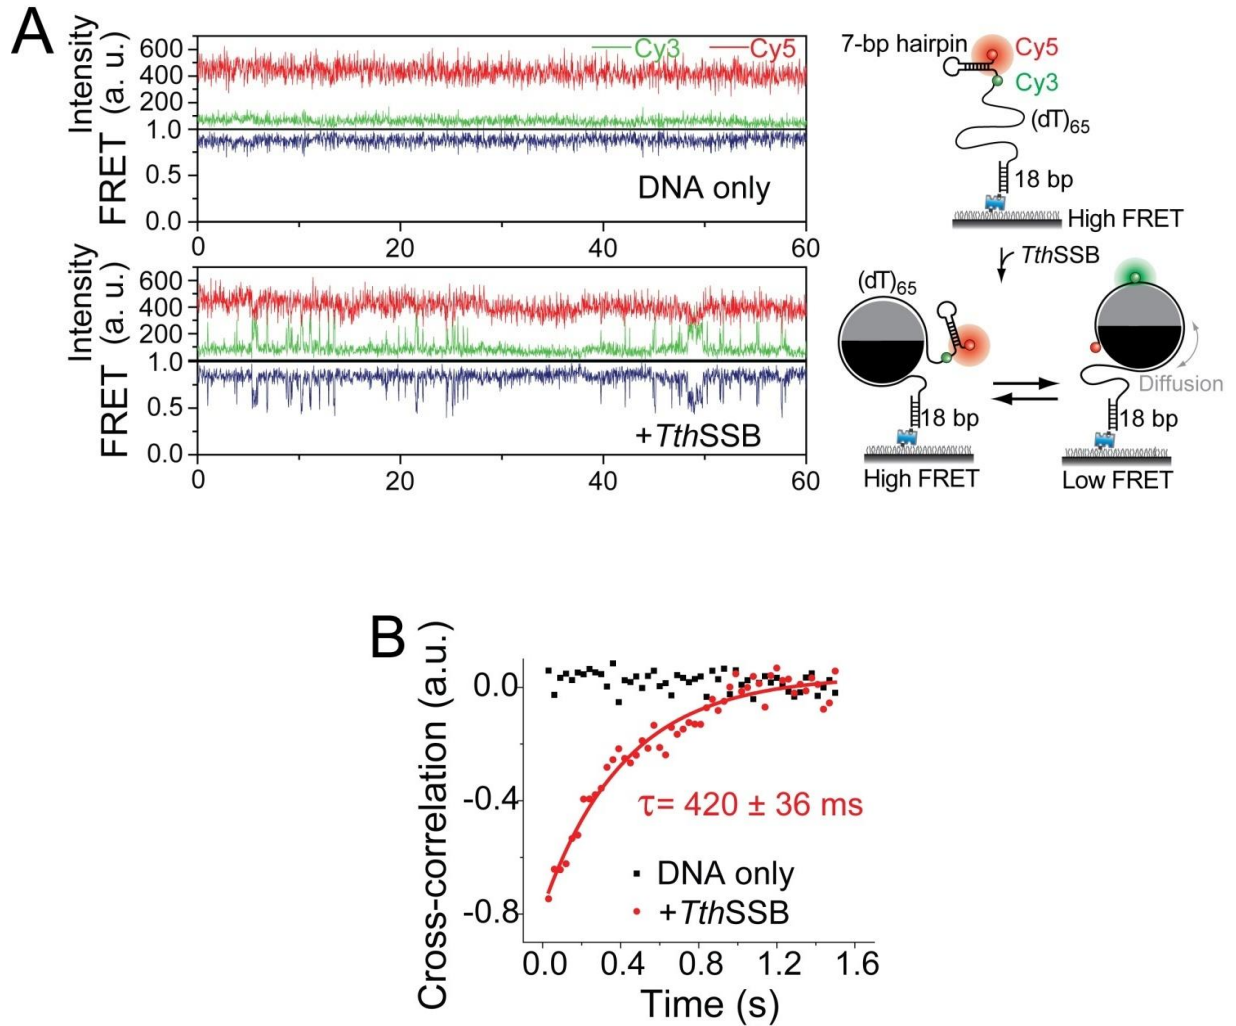 A
Intensity
(a. u.)
600
400
200
Cy3
Cy5
FRET
1.0
0.5
0.0
DNA only
0
20
40
60
Intensity
(a. u.)
600
400
200
FRET
1.0
0.5
0.0
+TthSSB
0
20
40
60
7-bp hairpin
Cy5
Cy3
(dT)65
18 bp
High FRET
TthSSB
(dT)65
Diffusion
18 bp
18 bp
High FRET
Low FRET
B
Cross-correlation (a.u.)
0.0
-0.4
-0.8
τ= 420 ± 36 ms
DNA only
+TthSSB
0.0
0.4
0.8
1.2
1.6
Time (s)